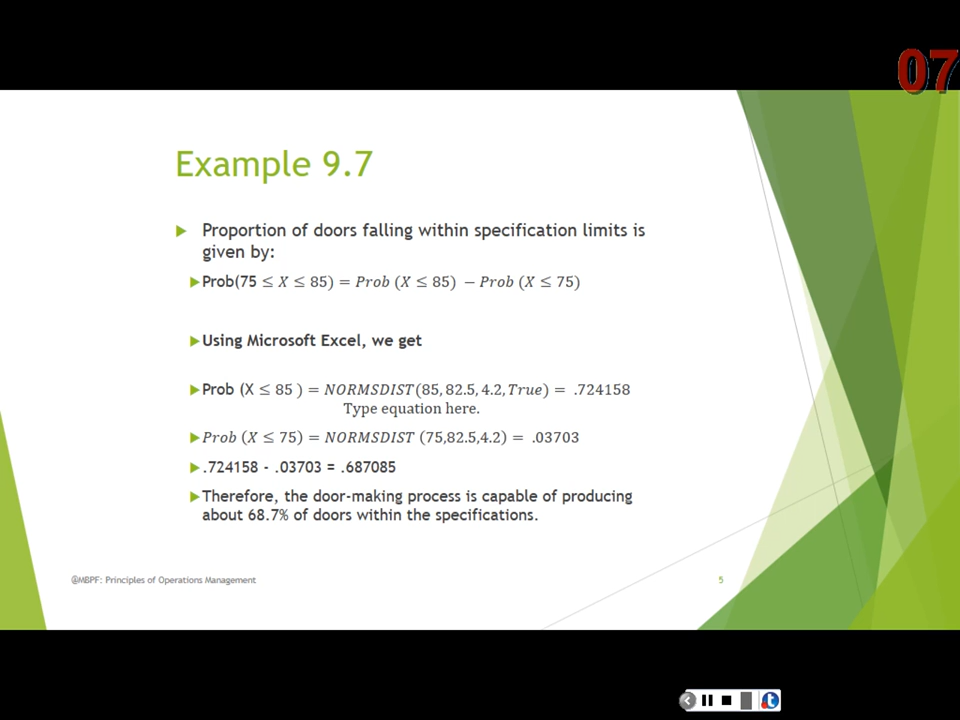 07
Example 9.7
Proportion of doors falling within specification limits is
given by:
Prob(75 ≤ X ≤ 85) = Prob (X ≤ 85) − Prob (X ≤ 75)
Using Microsoft Excel, we get
Prob (X ≤ 85 ) = NORMSDIST(85, 82.5, 4.2, True) = .724158
Type equation here.
Prob (X ≤ 75) = NORMSDIST (75,82.5,4.2) = .03703
.724158 - .03703 = .687085
Therefore, the door-making process is capable of producing
about 68.7% of doors within the specifications.
@MBPF: Principles of Operations Management
5
t